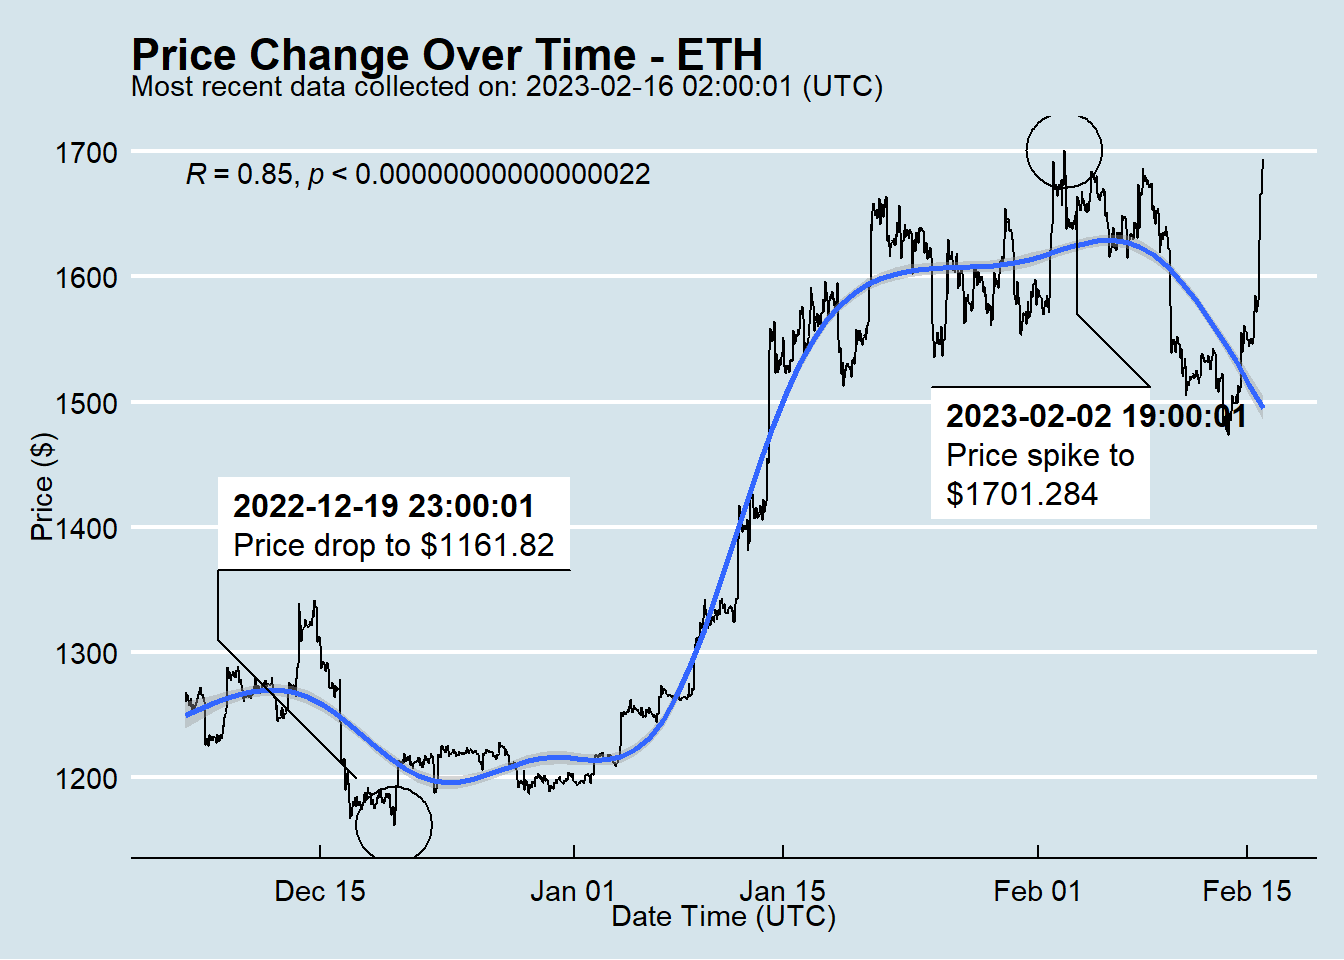 Price Change Over Time - ETH
Most recent data collected on: 2023-02-16 02:00:01 (UTC)
R = 0.85, p < 0.00000000000000022
1700
1600
1500
1400
1300
1200
Price ($)
2022-12-19 23:00:01
Price drop to $1161.82
2023-02-02 19:00:01
Price spike to
$1701.284
Dec 15
Jan 01
Jan 15
Feb 01
Feb 15
Date Time (UTC)